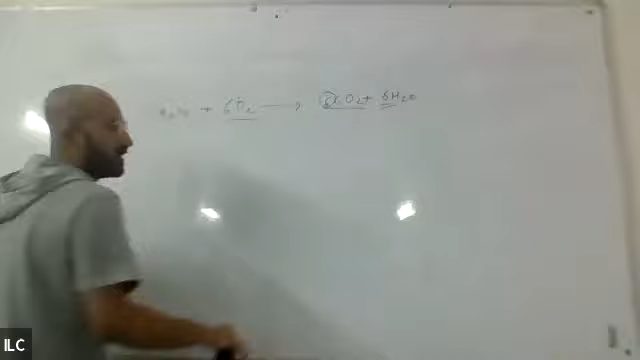 + 6O2 → 6CO2 + 6H2O
ILC